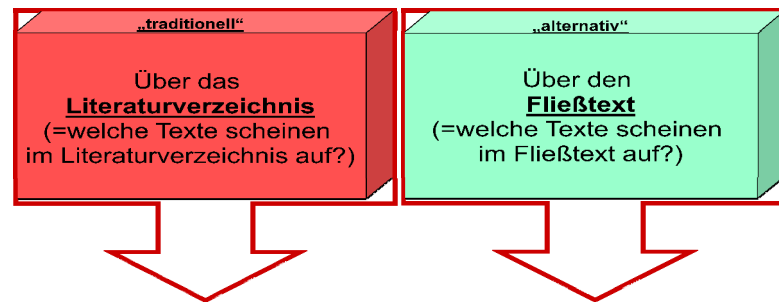 „traditionell“
Über das
Literaturverzeichnis
(=welche Texte scheinen
im Literaturverzeichnis auf?)
„alternativ“
Über den
Fließtext
(=welche Texte scheinen
im Fließtext auf?)